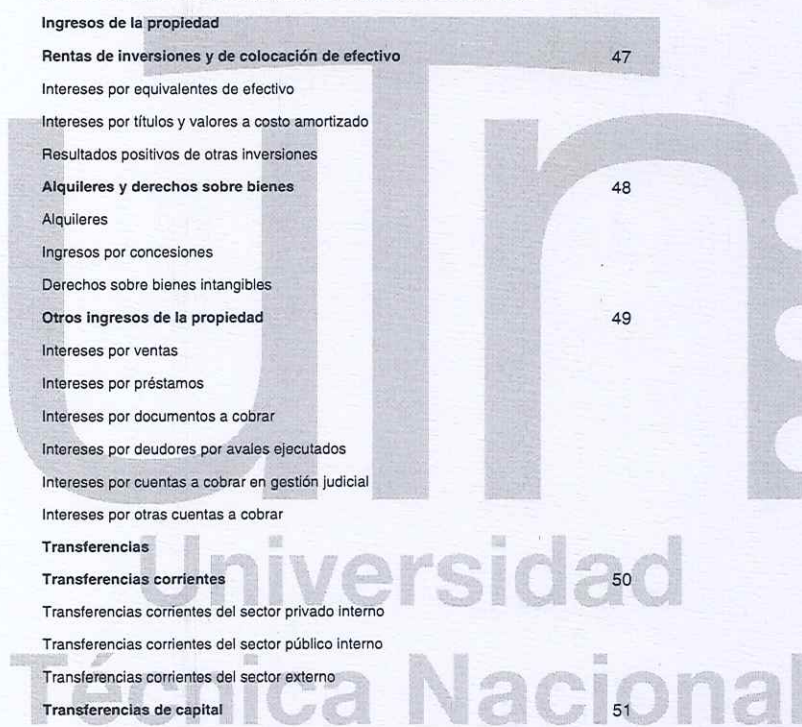 Ingresos de la propiedad
Rentas de inversiones y de colocación de efectivo 47
Intereses por equivalentes de efectivo
Intereses por títulos y valores a costo amortizado
Resultados positivos de otras inversiones
Alquileres y derechos sobre bienes 48
Alquileres
Ingresos por concesiones
Derechos sobre bienes intangibles
Otros ingresos de la propiedad 49
Intereses por ventas
Intereses por préstamos
Intereses por documentos a cobrar
Intereses por deudores por avales ejecutados
Intereses por cuentas a cobrar en gestión judicial
Intereses por otras cuentas a cobrar
Transferencias
Transferencias corrientes 50
Transferencias corrientes del sector privado interno
Transferencias corrientes del sector público interno
Transferencias corrientes del sector externo
Transferencias de capital 51
uTn
Universidad
Técnica Nacional